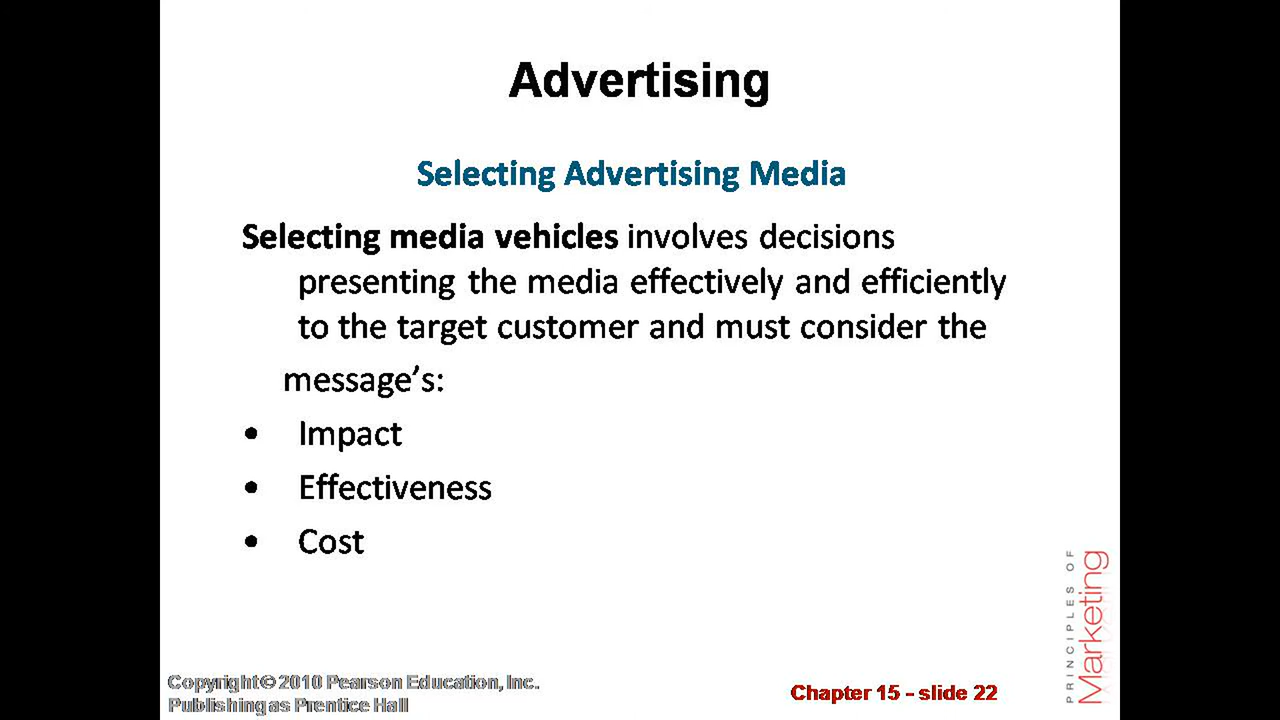 Advertising
Selecting Advertising Media
Selecting media vehicles involves decisions
presenting the media effectively and efficiently
to the target customer and must consider the
message’s:
• Impact
• Effectiveness
• Cost
PRINCIPLES OF
Marketing
Copyright © 2010 Pearson Education, Inc.
Publishing as Prentice Hall
Chapter 15 - slide 22